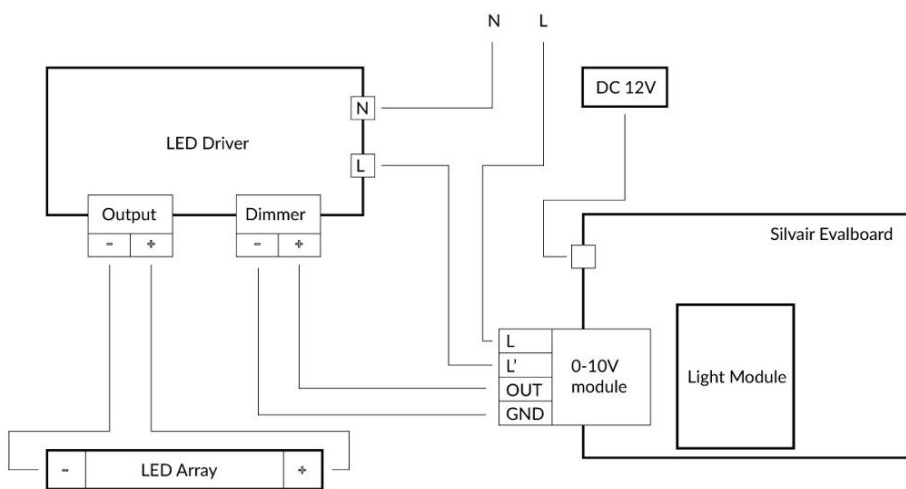 N L
DC 12V
N
LED Driver
L
Output
Dimmer
- +
- +
Silvair Evalboard
L
L’
OUT
GND
0-10V
module
Light Module
- LED Array +